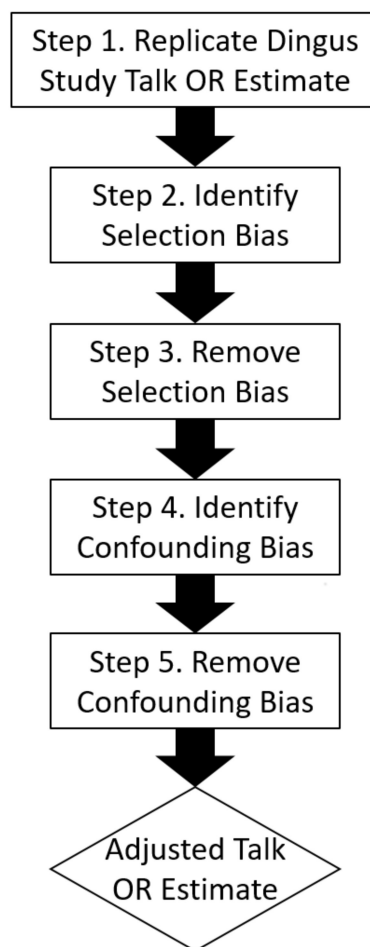 Step 1. Replicate Dingus
Study Talk OR Estimate
Step 2. Identify
Selection Bias
Step 3. Remove
Selection Bias
Step 4. Identify
Confounding Bias
Step 5. Remove
Confounding Bias
Adjusted Talk
OR Estimate